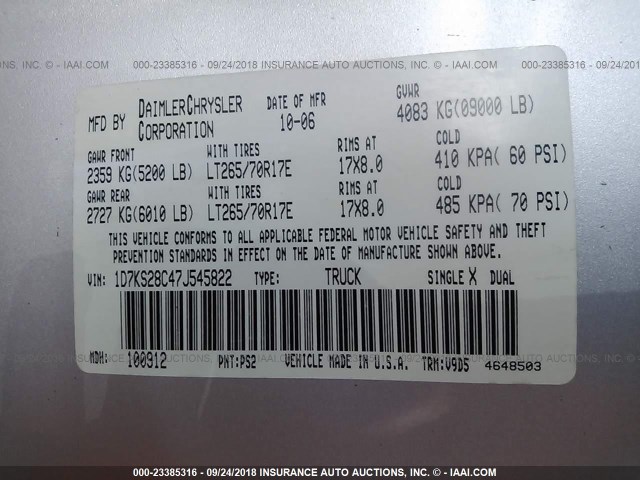 000-23385316 - 09/24/2018 INSURANCE AUTO AUCTIONS, INC. - © IAAI.COM
MFD BY DAIMLERCHRYSLER CORPORATION DATE OF MFR 10-06 GVWR 4083 KG(09000 LB)
GAWR FRONT WITH TIRES RIMS AT COLD
2359 KG(5200 LB) LT265/70R17E 17X8.0 410 KPA( 60 PSI)
GAWR REAR WITH TIRES RIMS AT COLD
2727 KG(6010 LB) LT265/70R17E 17X8.0 485 KPA( 70 PSI)
THIS VEHICLE CONFORMS TO ALL APPLICABLE FEDERAL MOTOR VEHICLE SAFETY AND THEFT
PREVENTION STANDARDS IN EFFECT ON THE DATE OF MANUFACTURE SHOWN ABOVE.
VIN: 1D7KS28C47J545822 TYPE: TRUCK SINGLE X DUAL
MDH: 100912 PNT:PS2 VEHICLE MADE IN U.S.A. TRM:V9D5 4648503
000-23385316 - 09/24/2018 INSURANCE AUTO AUCTIONS, INC. - © IAAI.COM